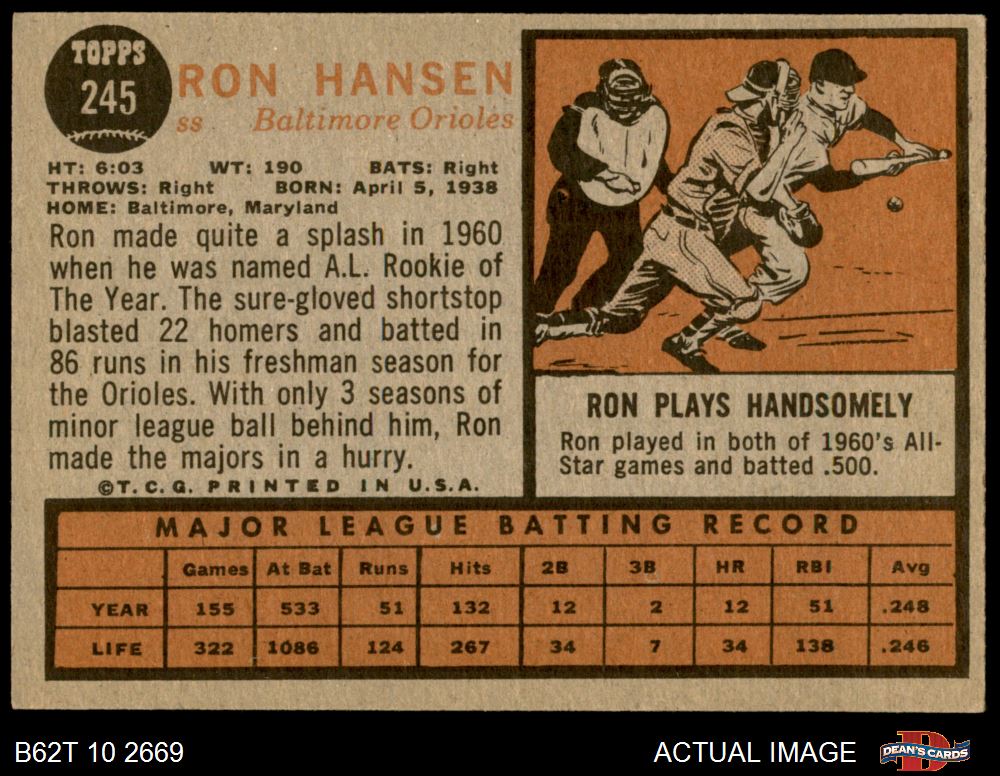 TOPPS
245
RON HANSEN
ss Baltimore Orioles
HT: 6:03 WT: 190 BATS: Right
THROWS: Right BORN: April 5, 1938
HOME: Baltimore, Maryland
Ron made quite a splash in 1960
when he was named A.L. Rookie of
The Year. The sure-gloved shortstop
blasted 22 homers and batted in
86 runs in his freshman season for
the Orioles. With only 3 seasons of
minor league ball behind him, Ron
made the majors in a hurry.
©T.C.G. PRINTED IN U.S.A.
RON PLAYS HANDSOMELY
Ron played in both of 1960's All-
Star games and batted .500.
MAJOR LEAGUE BATTING RECORD
Games At Bat Runs Hits 2B 3B HR RBI Avg
YEAR 155 533 51 132 12 2 12 51 .248
LIFE 322 1086 124 267 34 7 34 138 .246
B62T 10 2669
ACTUAL IMAGE
D
DEAN'S CARDS